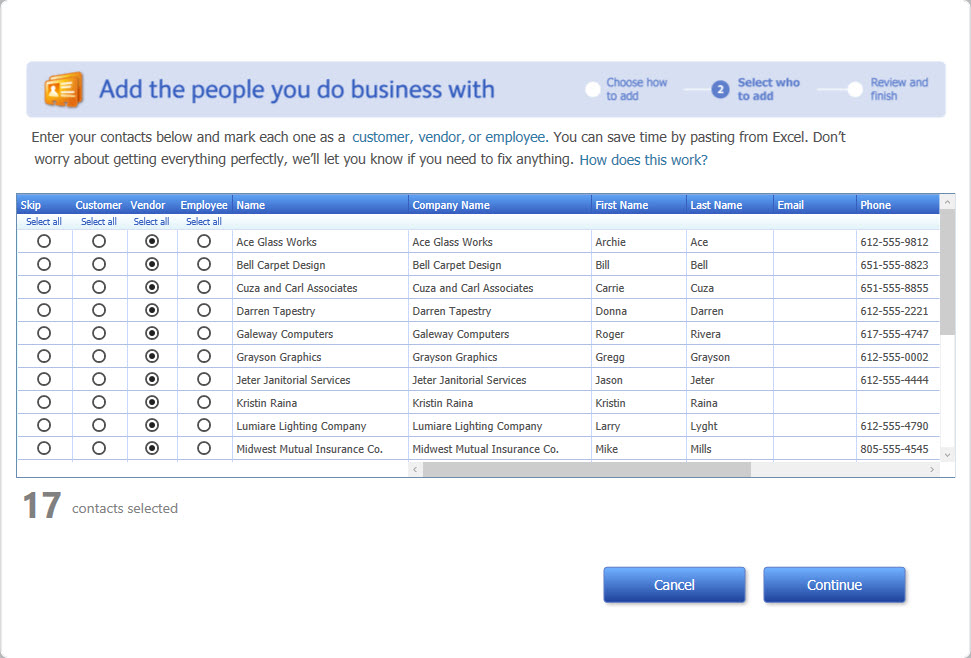 Add the people you do business with
Choose how to add
2 Select who to add
Review and finish
Enter your contacts below and mark each one as a customer, vendor, or employee. You can save time by pasting from Excel. Don't
worry about getting everything perfectly, we'll let you know if you need to fix anything. How does this work?
Skip Customer Vendor Employee Name Company Name First Name Last Name Email Phone
Select all Select all Select all Select all
Ace Glass Works Ace Glass Works Archie Ace 612-555-9812
Bell Carpet Design Bell Carpet Design Bill Bell 651-555-8823
Cuza and Carl Associates Cuza and Carl Associates Carrie Cuza 651-555-8855
Darren Tapestry Darren Tapestry Donna Darren 612-555-2221
Galeway Computers Galeway Computers Roger Rivera 617-555-4747
Grayson Graphics Grayson Graphics Gregg Grayson 612-555-0002
Jeter Janitorial Services Jeter Janitorial Services Jason Jeter 612-555-4444
Kristin Raina Kristin Raina Kristin Raina
Lumiare Lighting Company Lumiare Lighting Company Larry Lyght 612-555-4790
Midwest Mutual Insurance Co. Midwest Mutual Insurance Co. Mike Mills 805-555-4545
17 contacts selected
Cancel Continue